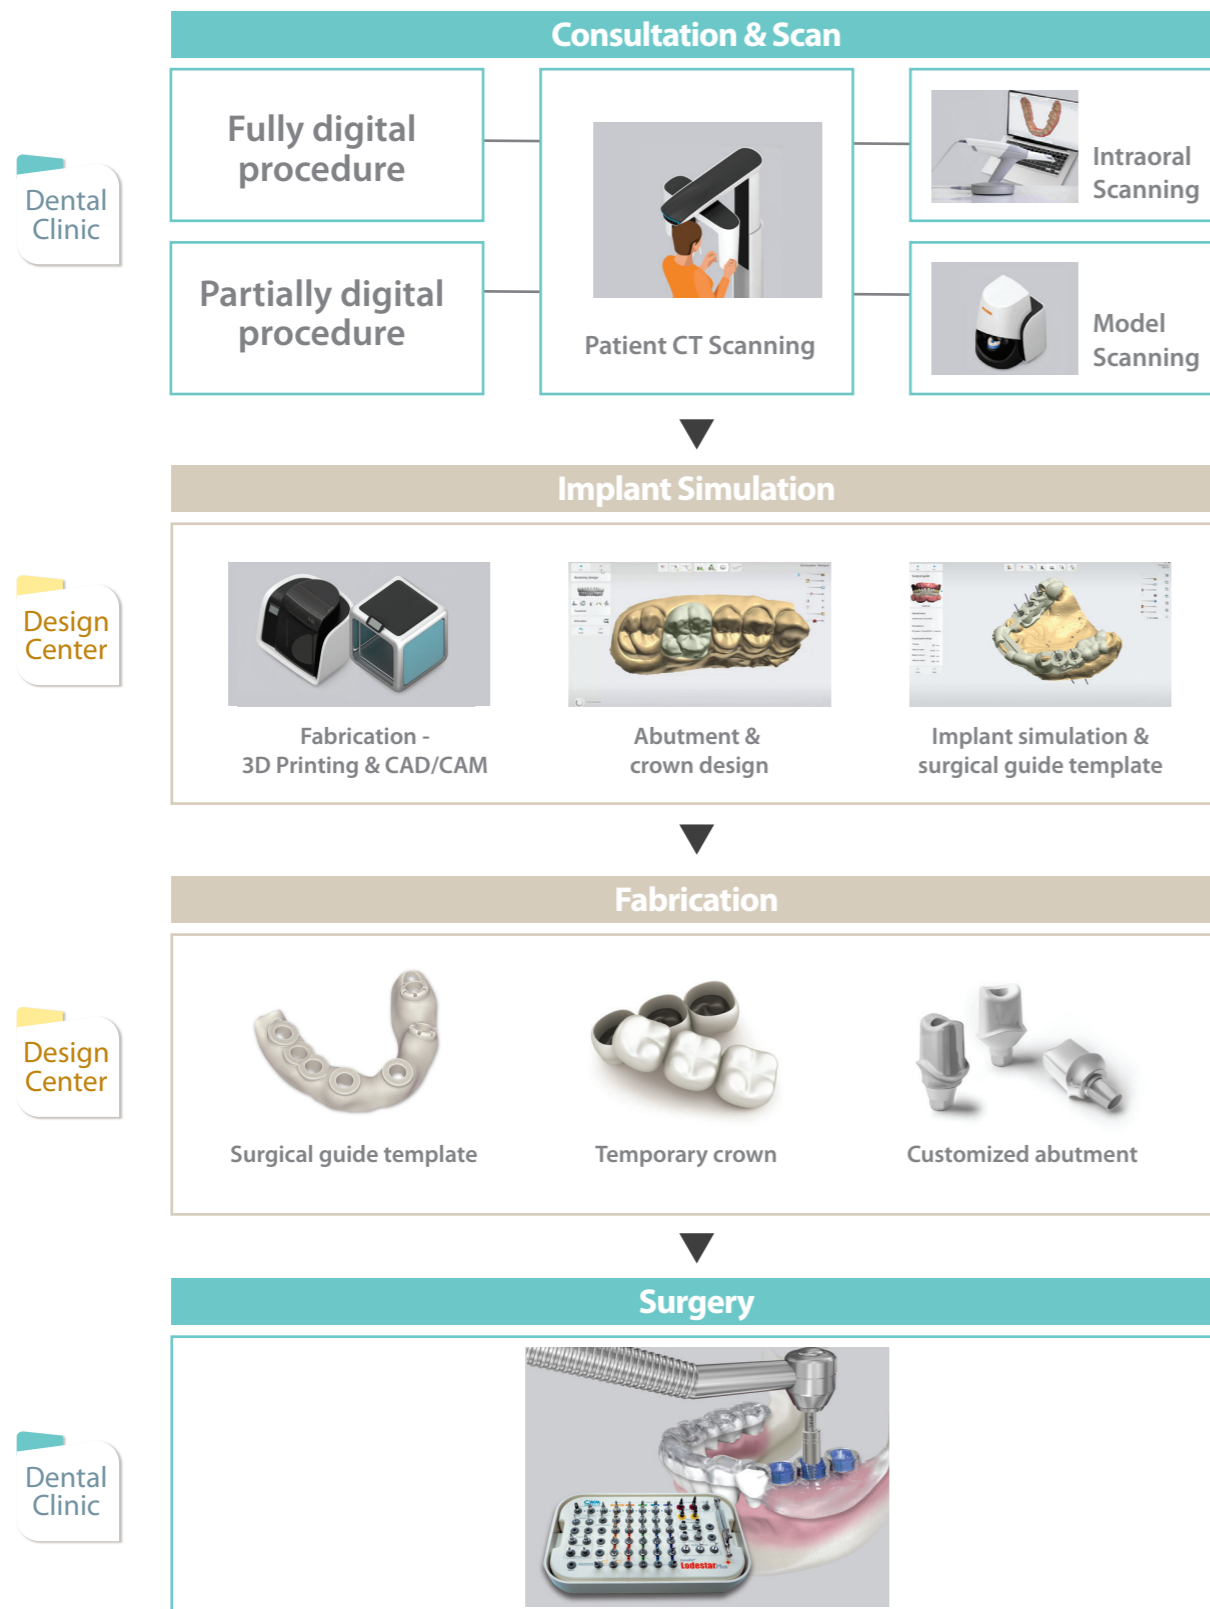 Consultation & Scan
Dental
Clinic
Fully digital
procedure
Partially digital
procedure
Patient CT Scanning
Intraoral
Scanning
Model
Scanning
Implant Simulation
Design
Center
Fabrication -
3D Printing & CAD/CAM
Abutment &
crown design
Implant simulation &
surgical guide template
Fabrication
Design
Center
Surgical guide template
Temporary crown
Customized abutment
Surgery
Dental
Clinic
Lodestar Plus